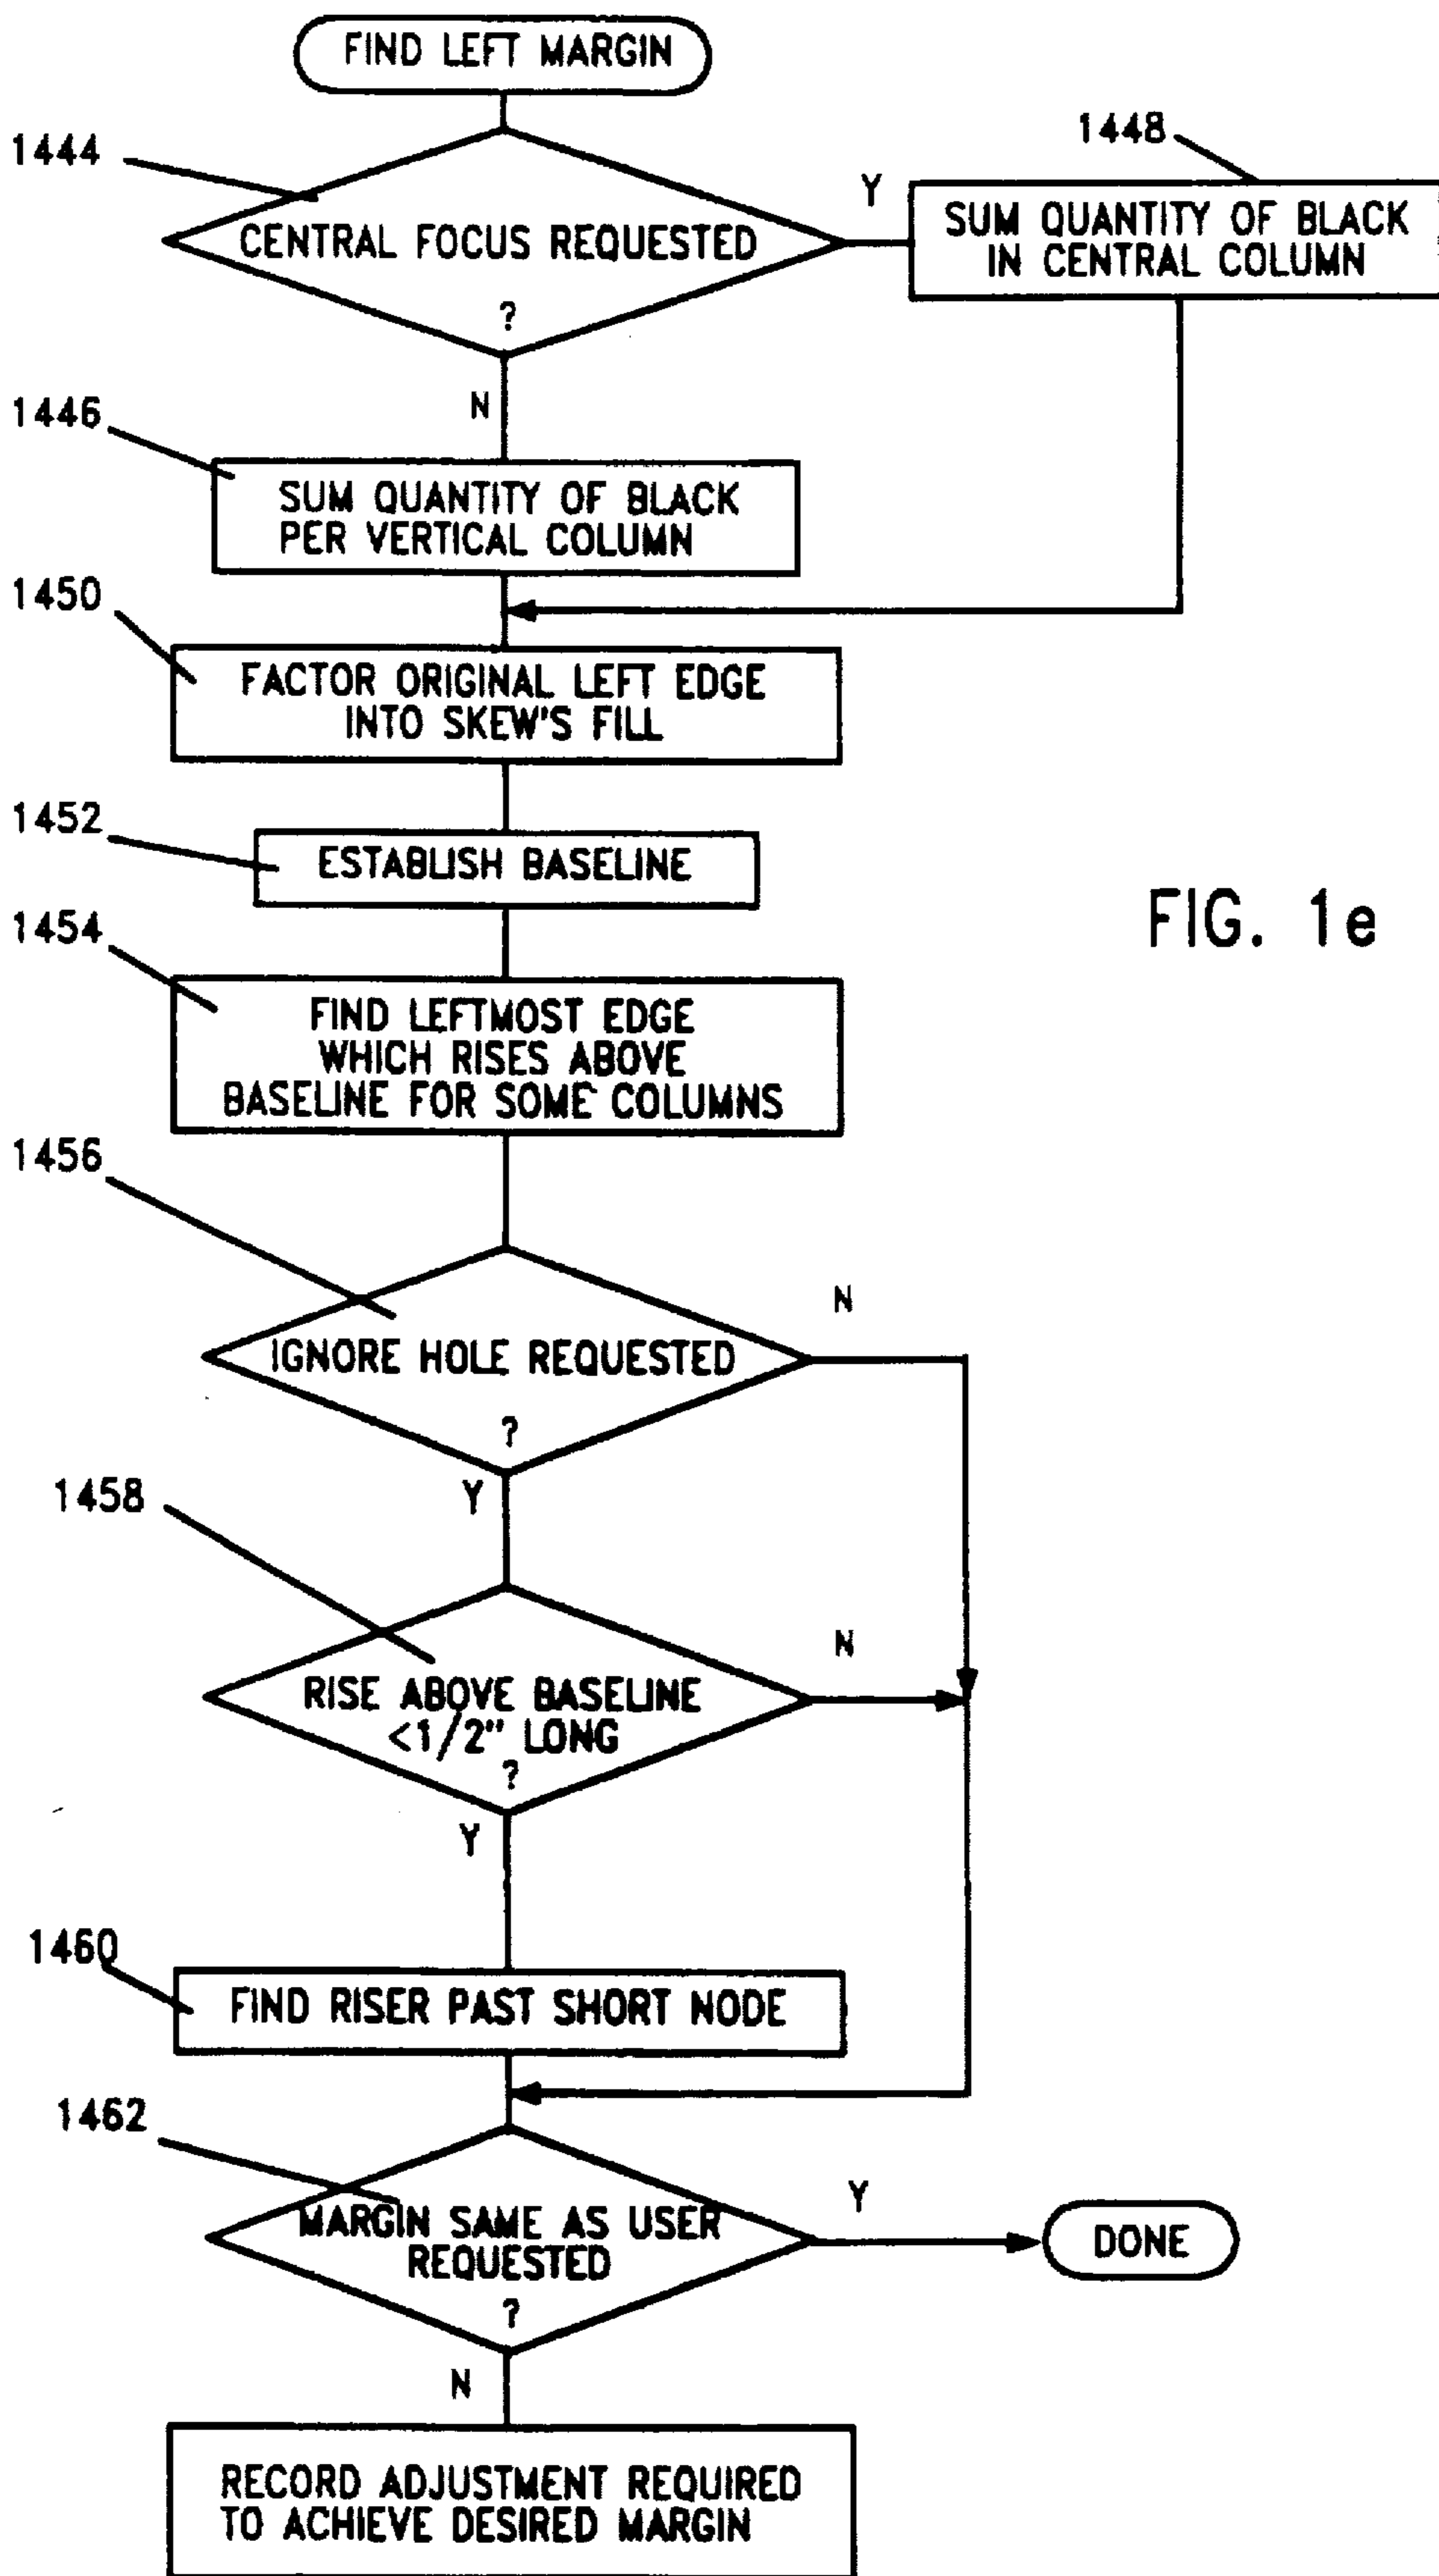 FIND LEFT MARGIN
1444
CENTRAL FOCUS REQUESTED
?
Y
1448
SUM QUANTITY OF BLACK
IN CENTRAL COLUMN
N
1446
SUM QUANTITY OF BLACK
PER VERTICAL COLUMN
1450
FACTOR ORIGINAL LEFT EDGE
INTO SKEW'S FILL
1452
ESTABLISH BASELINE
FIG. 1e
1454
FIND LEFTMOST EDGE
WHICH RISES ABOVE
BASELINE FOR SOME COLUMNS
1456
IGNORE HOLE REQUESTED
?
N
Y
1458
RISE ABOVE BASELINE
<1/2" LONG
?
N
Y
1460
FIND RISER PAST SHORT NODE
1462
MARGIN SAME AS USER
REQUESTED
?
Y
DONE
N
RECORD ADJUSTMENT REQUIRED
TO ACHIEVE DESIRED MARGIN